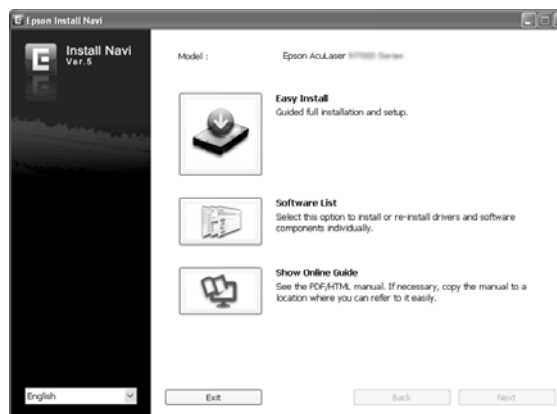 Epson Install Navi
Install Navi
Ver.5
Model :
Epson AcuLaser
Easy Install
Guided full installation and setup.
Software List
Select this option to install or re-install drivers and software
components individually.
Show Online Guide
See the PDF/HTML manual. If necessary, copy the manual to a
location where you can refer to it easily.
English
Exit
Back
Next